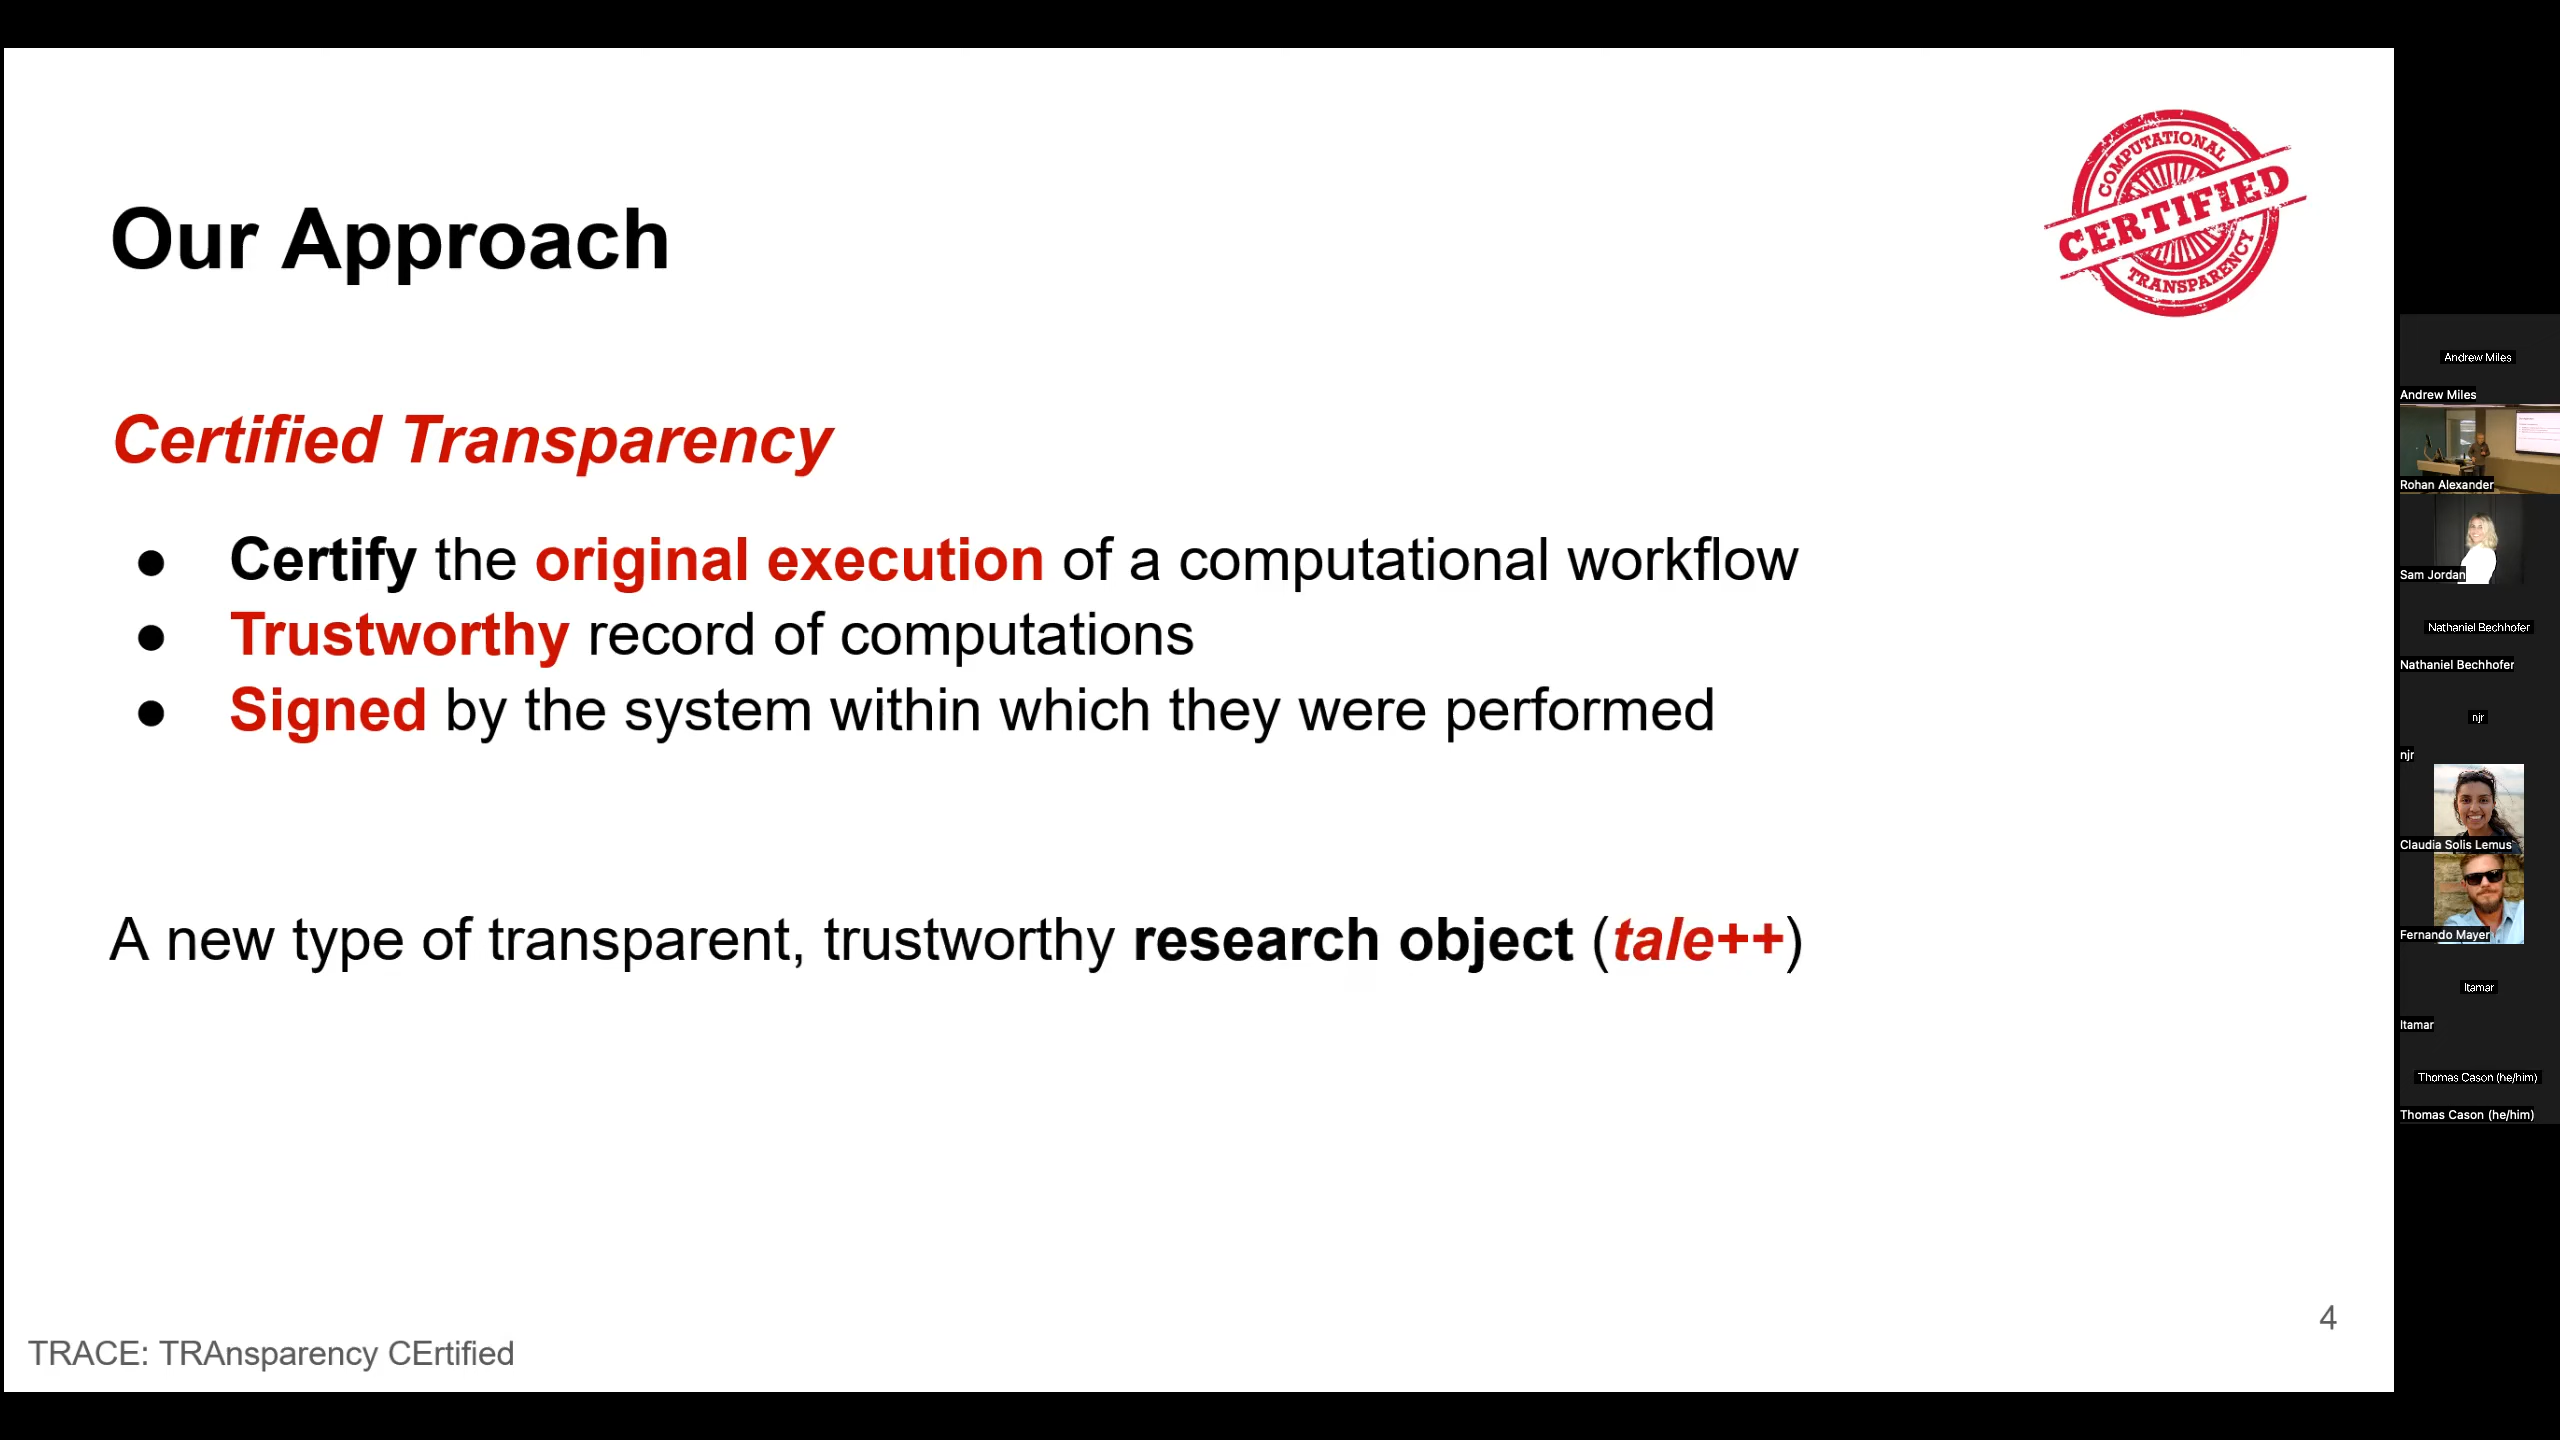 COMPUTATIONAL
CERTIFIED
TRANSPARENCY
Our Approach
Certified Transparency
● Certify the original execution of a computational workflow
● Trustworthy record of computations
● Signed by the system within which they were performed
A new type of transparent, trustworthy research object (tale++)
4
TRACE: TRAnsparency CErtified
Andrew Miles
Andrew Miles
Rohan Alexander
Sam Jordan
Nathaniel Bechhofer
Nathaniel Bechhofer
njr
njr
Claudia Solis Lemus
Fernando Mayer
Itamar
Itamar
Thomas Cason (he/him)
Thomas Cason (he/him)